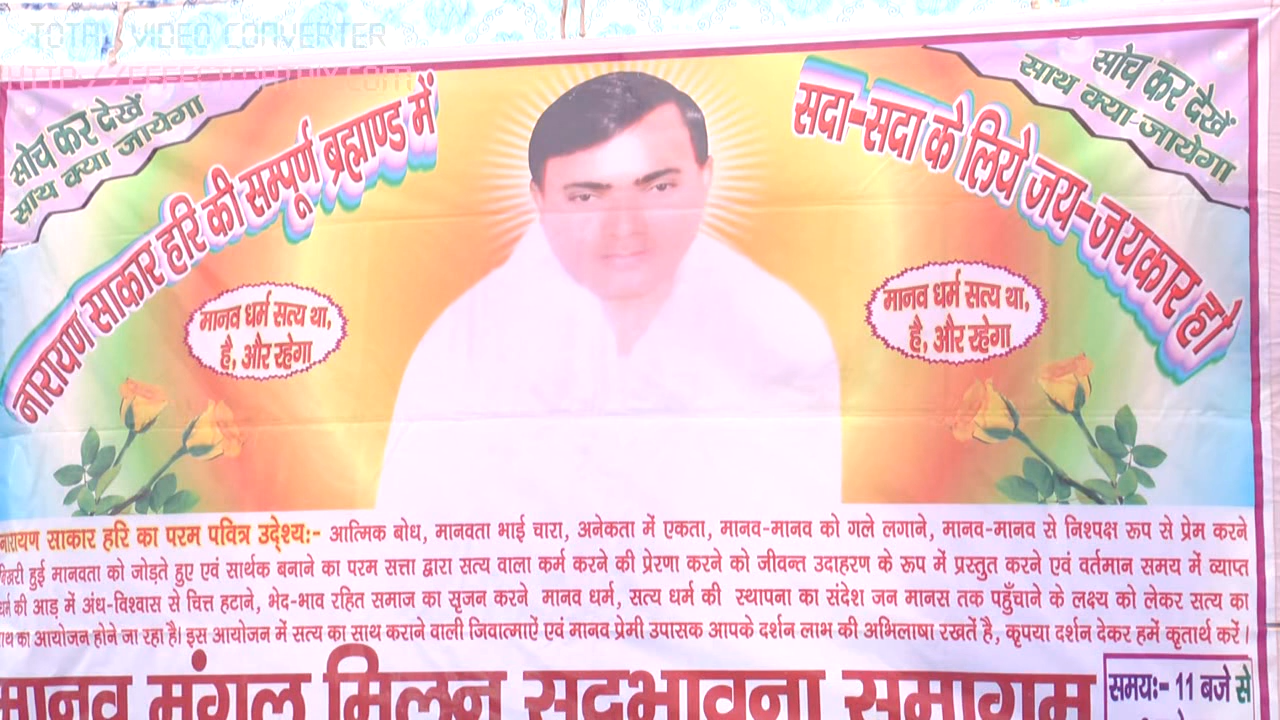 TOTAL VIDEO CONVERTER
HTTP://EFFECTMATRIX.COM
सोच कर देखें
साथ क्या जायेगा
सोच कर देखें
साथ क्या जायेगा
नारायण साकार हरि की सम्पूर्ण ब्रह्माण्ड में
सदा-सदा के लिये जय-जयकार हो
मानव धर्म सत्य था,
है, और रहेगा
मानव धर्म सत्य था,
है, और रहेगा
नारायण साकार हरि का परम पवित्र उद्देश्य:- आत्मिक बोध, मानवता भाई चारा, अनेकता में एकता, मानव-मानव को गले लगाने, मानव-मानव से निश्पक्ष रूप से प्रेम करने
बिखरी हुई मानवता को जोड़ते हुए एवं सार्थक बनाने का परम सत्ता द्वारा सत्य वाला कर्म करने की प्रेरणा करने को जीवन्त उदाहरण के रूप में प्रस्तुत करने एवं वर्तमान समय में व्याप्त
धर्म की आड़ में अंध-विश्वास से चित्त हटाने, भेद-भाव रहित समाज का सृजन करने मानव धर्म, सत्य धर्म की स्थापना का संदेश जन मानस तक पहुँचाने के लक्ष्य को लेकर सत्य का
साथ का आयोजन होने जा रहा है। इस आयोजन में सत्य का साथ कराने वाली जिवात्माऐं एवं मानव प्रेमी उपासक आपके दर्शन लाभ की अभिलाषा रखतें है, कृपया दर्शन देकर हमें कृतार्थ करें।
मानव मंगल मिलन सद्भावना समागम
समय:- 11 बजे से